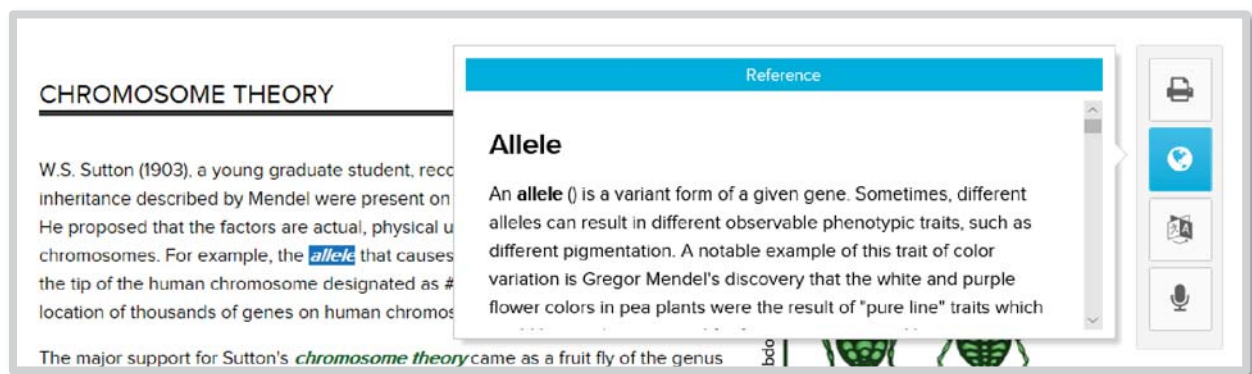 CHROMOSOME THEORY
W.S. Sutton (1903), a young graduate student, recc
inheritance described by Mendel were present on
He proposed that the factors are actual, physical u
chromosomes. For example, the allele that causes
the tip of the human chromosome designated as #
location of thousands of genes on human chromos
The major support for Sutton's chromosome theory came as a fruit fly of the genus
Reference
Allele
An allele () is a variant form of a given gene. Sometimes, different
alleles can result in different observable phenotypic traits, such as
different pigmentation. A notable example of this trait of color
variation is Gregor Mendel's discovery that the white and purple
flower colors in pea plants were the result of "pure line" traits which
bdo
A